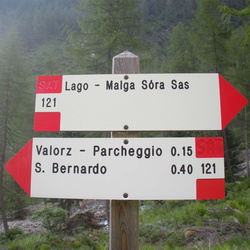 SAT
121
Lago - Malga Sóra Sas
Valorz - Parcheggio 0.15
S. Bernardo 0.40
SAT
121